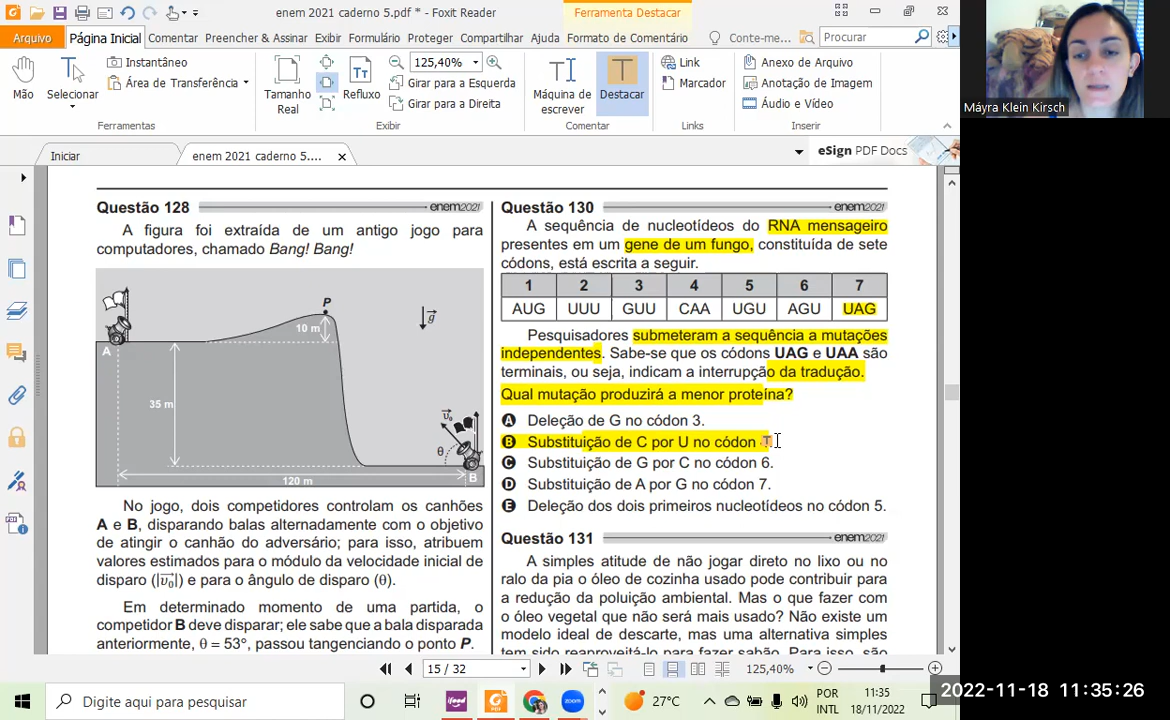 enem 2021 caderno 5.pdf * - Foxit Reader
Ferramenta Destacar
Arquivo
Página Inicial
Comentar
Preencher & Assinar
Exibir
Formulário
Proteger
Compartilhar
Ajuda
Formato de Comentário
Conte-me...
Procurar
Mão
Selecionar
Instantâneo
Área de Transferência
Ferramentas
Tamanho Real
Refluxo
125,40%
Girar para a Esquerda
Girar para a Direita
Exibir
Máquina de escrever
Destacar
Comentar
Link
Marcador
Links
Anexo de Arquivo
Anotação de Imagem
Áudio e Vídeo
Inserir
Máyra Klein Kirsch
Iniciar
enem 2021 caderno 5....
eSign PDF Docs
Questão 128
enem2021
A figura foi extraída de um antigo jogo para
computadores, chamado Bang! Bang!
P
10 m
g
A
35 m
υ0
θ
B
120 m
No jogo, dois competidores controlam os canhões
A e B, disparando balas alternadamente com o objetivo
de atingir o canhão do adversário; para isso, atribuem
valores estimados para o módulo da velocidade inicial de
disparo (|υ0|) e para o ângulo de disparo (θ).
Em determinado momento de uma partida, o
competidor B deve disparar; ele sabe que a bala disparada
anteriormente, θ = 53°, passou tangenciando o ponto P.
Questão 130
enem2021
A sequência de nucleotídeos do RNA mensageiro
presentes em um gene de um fungo, constituída de sete
códons, está escrita a seguir.
1 2 3 4 5 6 7
AUG UUU GUU CAA UGU AGU UAG
Pesquisadores submeteram a sequência a mutações
independentes. Sabe-se que os códons UAG e UAA são
terminais, ou seja, indicam a interrupção da tradução.
Qual mutação produzirá a menor proteína?
A Deleção de G no códon 3.
B Substituição de C por U no códon
C Substituição de G por C no códon 6.
D Substituição de A por G no códon 7.
E Deleção dos dois primeiros nucleotídeos no códon 5.
Questão 131
enem2021
A simples atitude de não jogar direto no lixo ou no
ralo da pia o óleo de cozinha usado pode contribuir para
a redução da poluição ambiental. Mas o que fazer com
o óleo vegetal que não será mais usado? Não existe um
modelo ideal de descarte, mas uma alternativa simples
tem sido reaproveitá-lo para fazer sabão. Para isso, são
15 / 32
125,40%
Digite aqui para pesquisar
ifood
zoom
27°C
POR
INTL
11:35
18/11/2022
2022-11-18 11:35:26